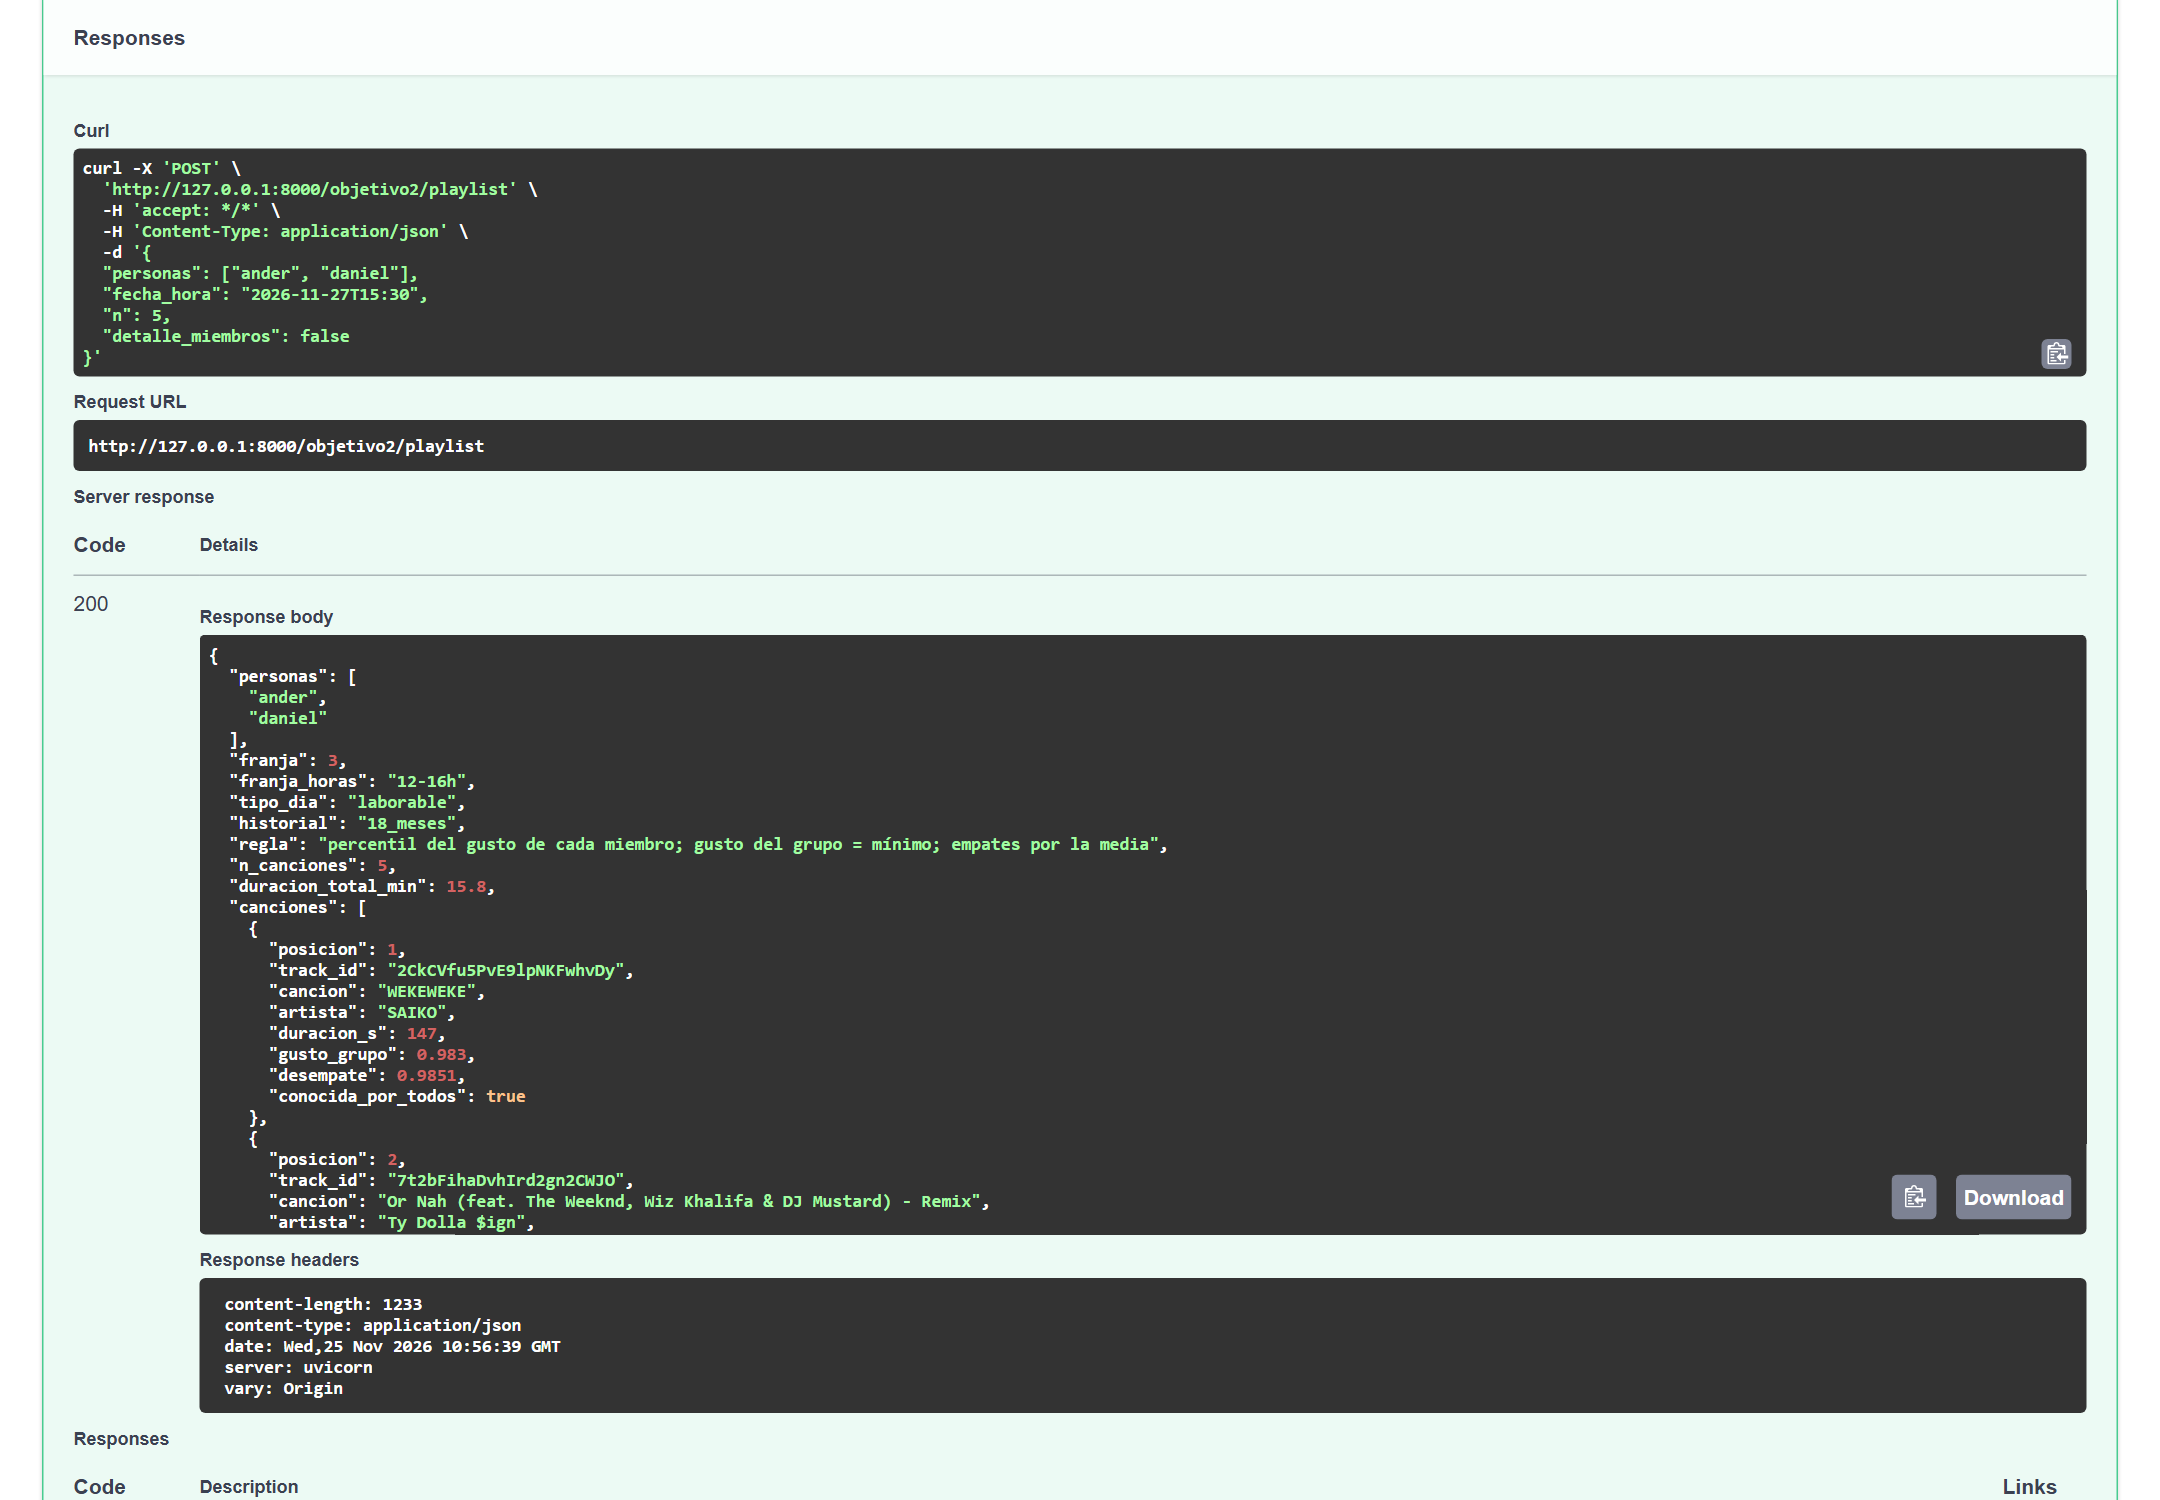 Responses
Curl
curl -X 'POST' \
  'http://127.0.0.1:8000/objetivo2/playlist' \
  -H 'accept: */*' \
  -H 'Content-Type: application/json' \
  -d '{
  "personas": ["ander", "daniel"],
  "fecha_hora": "2026-11-27T15:30",
  "n": 5,
  "detalle_miembros": false
}'
Request URL
http://127.0.0.1:8000/objetivo2/playlist
Server response
Code Details
200
Response body
{
  "personas": [
    "ander",
    "daniel"
  ],
  "franja": 3,
  "franja_horas": "12-16h",
  "tipo_dia": "laborable",
  "historial": "18_meses",
  "regla": "percentil del gusto de cada miembro; gusto del grupo = mínimo; empates por la media",
  "n_canciones": 5,
  "duracion_total_min": 15.8,
  "canciones": [
    {
      "posicion": 1,
      "track_id": "2CkCVfu5PvE9lpNKFwhvDy",
      "cancion": "WEKEWEKE",
      "artista": "SAIKO",
      "duracion_s": 147,
      "gusto_grupo": 0.983,
      "desempate": 0.9851,
      "conocida_por_todos": true
    },
    {
      "posicion": 2,
      "track_id": "7t2bFihaDvhIrd2gn2CWJO",
      "cancion": "Or Nah (feat. The Weeknd, Wiz Khalifa & DJ Mustard) - Remix",
      "artista": "Ty Dolla $ign",
Download
Response headers
content-length: 1233
content-type: application/json
date: Wed,25 Nov 2026 10:56:39 GMT
server: uvicorn
vary: Origin
Responses
Code Description Links